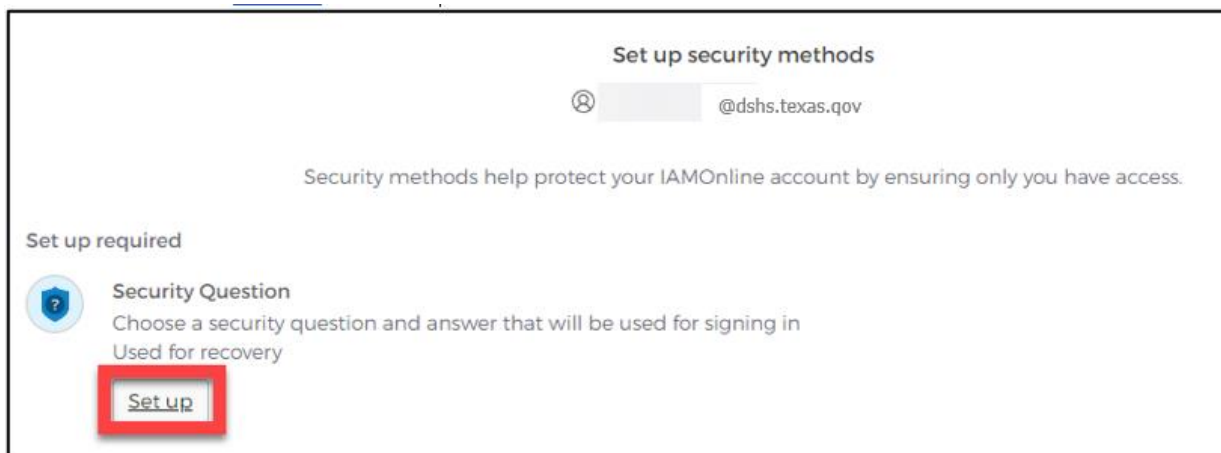 Set up security methods
@dshs.texas.gov
Security methods help protect your IAMOnline account by ensuring only you have access.
Set up required
Security Question
Choose a security question and answer that will be used for signing in
Used for recovery
Set up